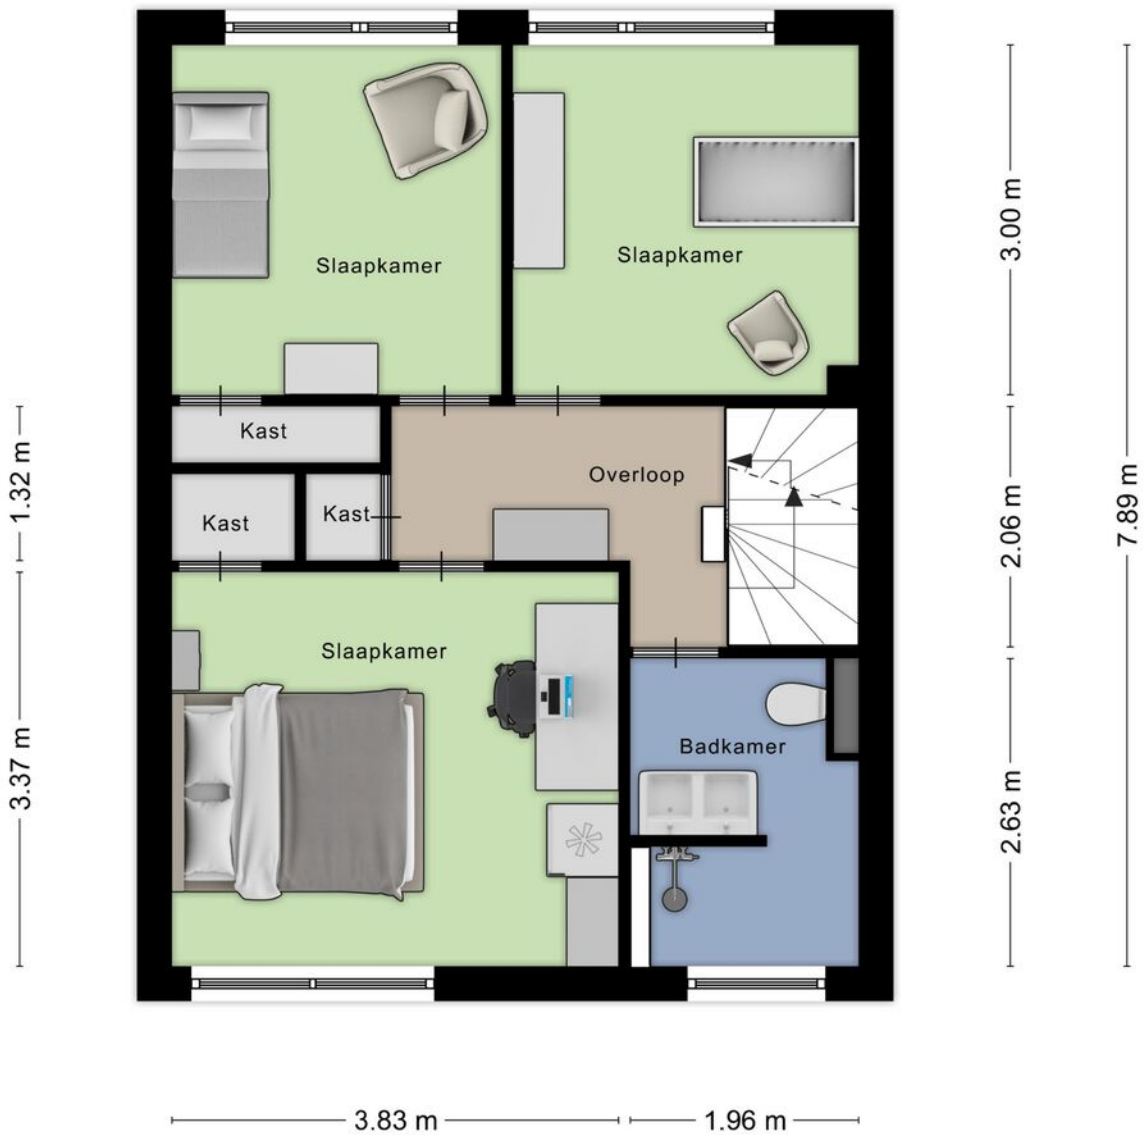 Slaapkamer
Slaapkamer
3.00 m
Kast
Overloop
Kast
Kast
1.32 m
2.06 m
7.89 m
Slaapkamer
Badkamer
3.37 m
2.63 m
3.83 m
1.96 m